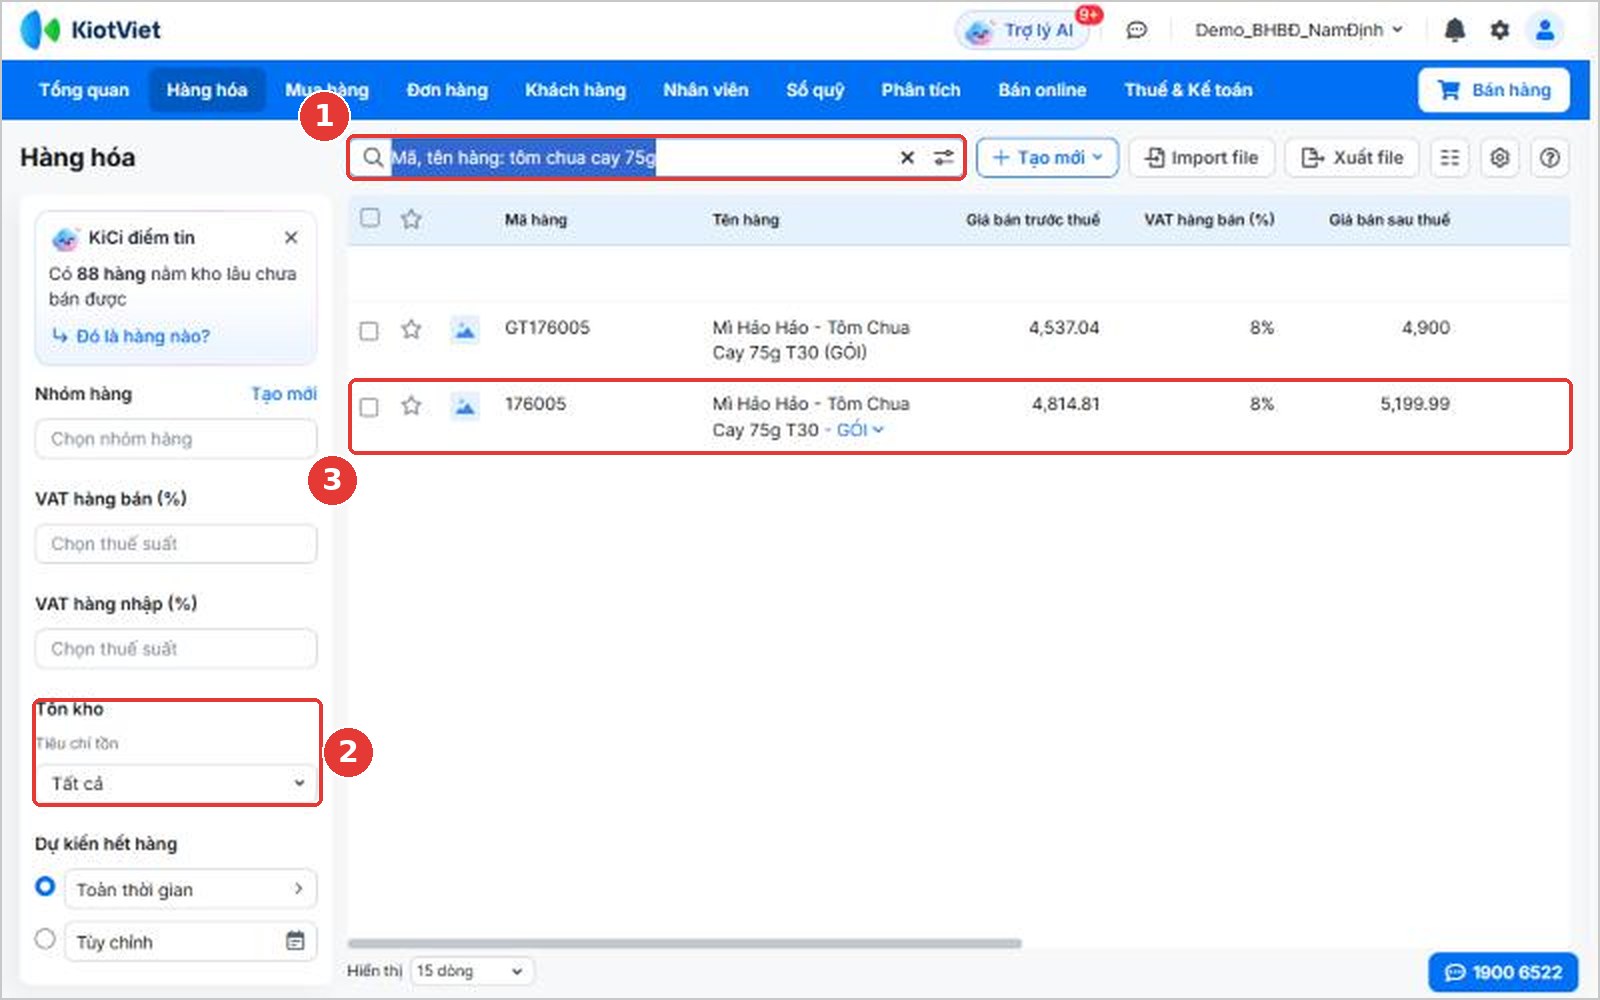 KiotViet
Trợ lý AI
9+
Demo_BHBĐ_NamĐịnh
Tổng quan
Hàng hóa
Mua hàng
Đơn hàng
Khách hàng
Nhân viên
Sổ quỹ
Phân tích
Bán online
Thuế & Kế toán
Bán hàng
1
Hàng hóa
Mã, tên hàng: tôm chua cay 75g
Tạo mới
Import file
Xuất file
KiCi điểm tin
Có 88 hàng nằm kho lâu chưa
bán được
Đó là hàng nào?
Nhóm hàng
Tạo mới
Chọn nhóm hàng
VAT hàng bán (%)
Chọn thuế suất
VAT hàng nhập (%)
Chọn thuế suất
Tồn kho
Tiêu chí tồn
Tất cả
2
Dự kiến hết hàng
Toàn thời gian
Tùy chỉnh
Mã hàng
Tên hàng
Giá bán trước thuế
VAT hàng bán (%)
Giá bán sau thuế
GT176005
Mì Hảo Hảo - Tôm Chua
Cay 75g T30 (GÓI)
4,537.04
8%
4,900
176005
Mì Hảo Hảo - Tôm Chua
Cay 75g T30 - GÓI
4,814.81
8%
5,199.99
3
Hiển thị
15 dòng
1900 6522